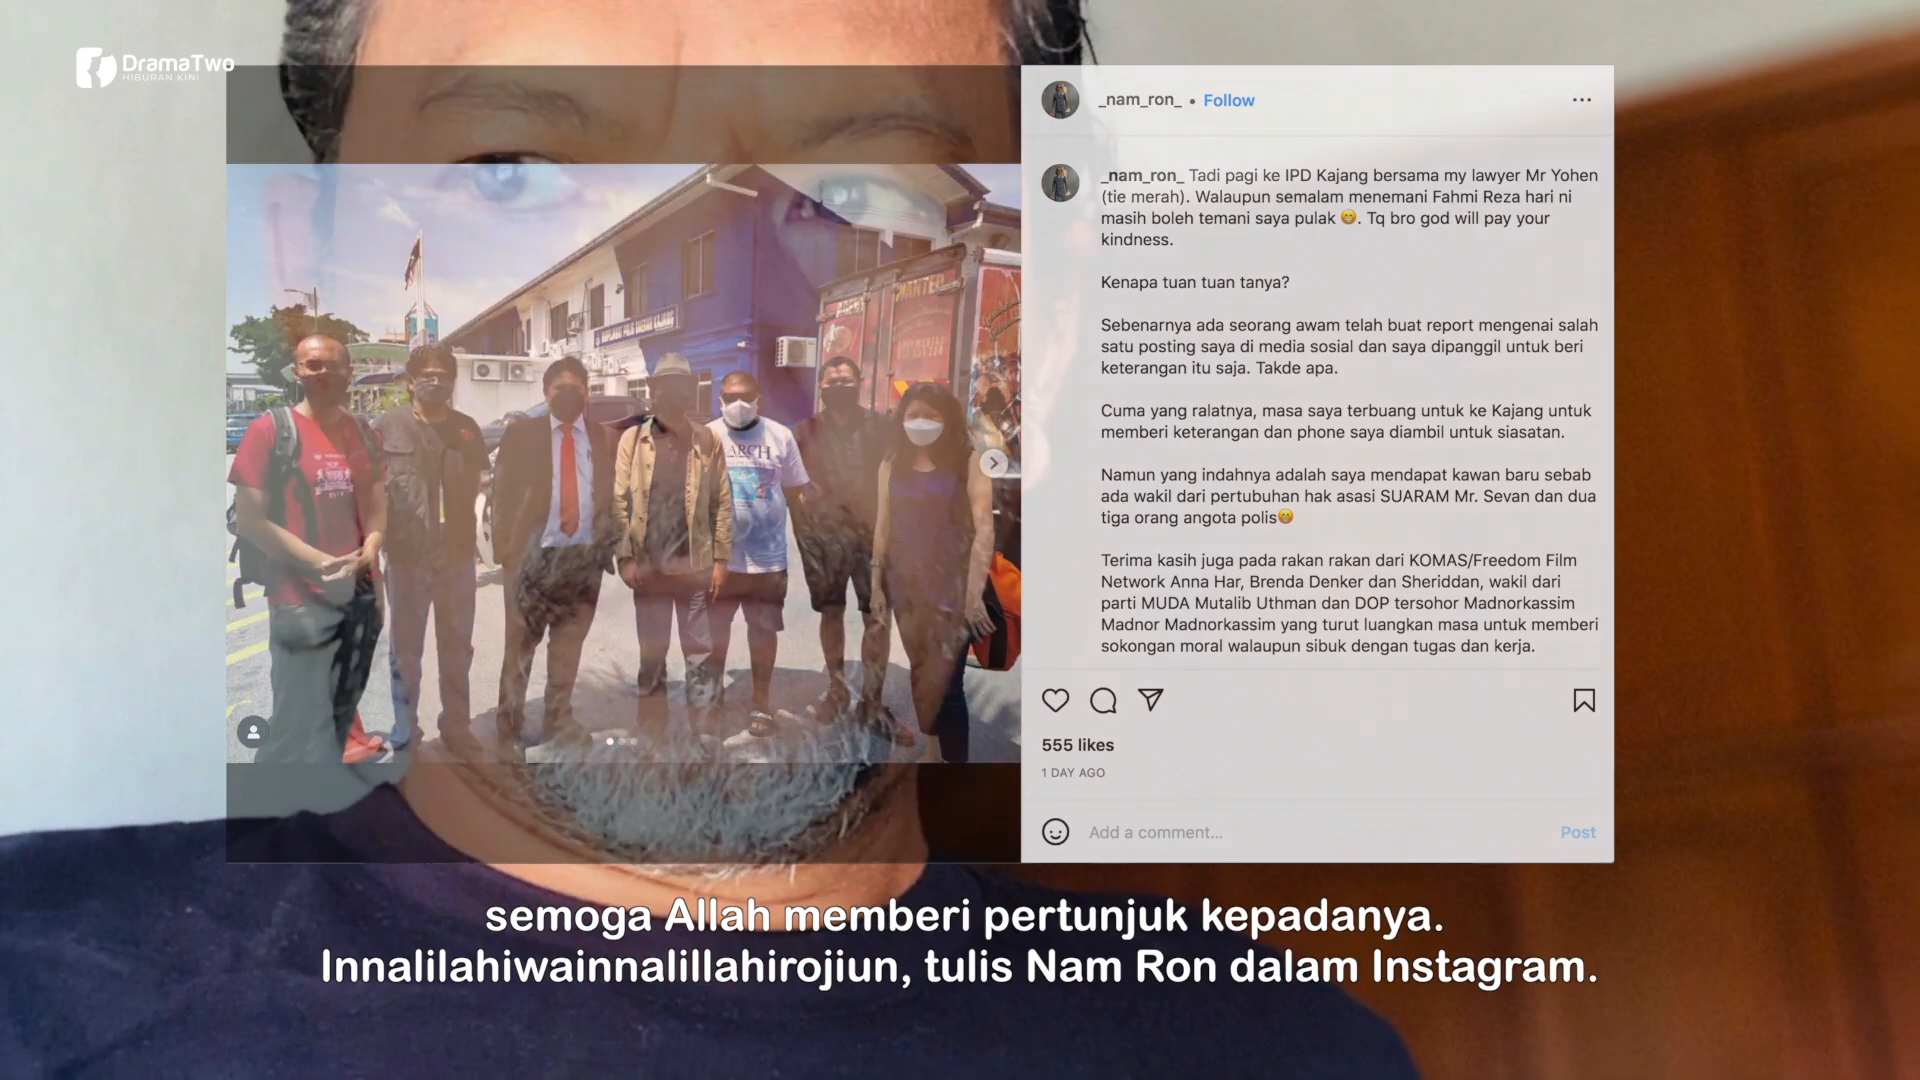 DramaTwo
HIBURAN KINI
_nam_ron_ • Follow
_nam_ron_ Tadi pagi ke IPD Kajang bersama my lawyer Mr Yohen
(tie merah). Walaupun semalam menemani Fahmi Reza hari ni
masih boleh temani saya pulak 😁. Tq bro god will pay your
kindness.
Kenapa tuan tuan tanya?
Sebenarnya ada seorang awam telah buat report mengenai salah
satu posting saya di media sosial dan saya dipanggil untuk beri
keterangan itu saja. Takde apa.
Cuma yang ralatnya, masa saya terbuang untuk ke Kajang untuk
memberi keterangan dan phone saya diambil untuk siasatan.
Namun yang indahnya adalah saya mendapat kawan baru sebab
ada wakil dari pertubuhan hak asasi SUARAM Mr. Sevan dan dua
tiga orang angota polis😁
Terima kasih juga pada rakan rakan dari KOMAS/Freedom Film
Network Anna Har, Brenda Denker dan Sheriddan, wakil dari
parti MUDA Mutalib Uthman dan DOP tersohor Madnorkassim
Madnor Madnorkassim yang turut luangkan masa untuk memberi
sokongan moral walaupun sibuk dengan tugas dan kerja.
555 likes
1 DAY AGO
Add a comment...
Post
semoga Allah memberi pertunjuk kepadanya.
Innalilahiwainnalillahirojiun, tulis Nam Ron dalam Instagram.